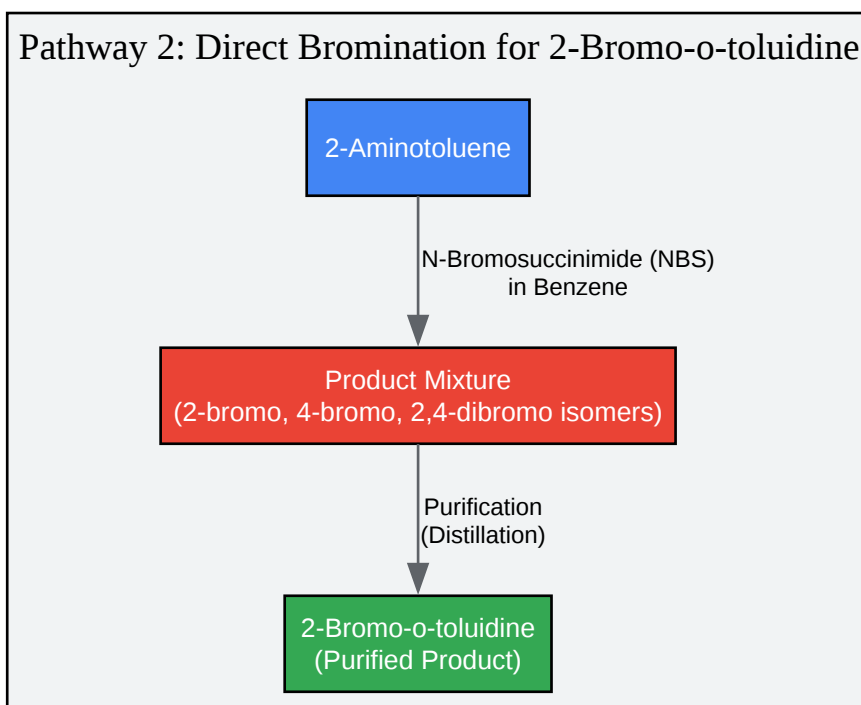 Pathway 2: Direct Bromination for 2-Bromo-o-toluidine
2-Aminotoluene
N-Bromosuccinimide (NBS)
in Benzene
Product Mixture
(2-bromo, 4-bromo, 2,4-dibromo isomers)
Purification
(Distillation)
2-Bromo-o-toluidine
(Purified Product)